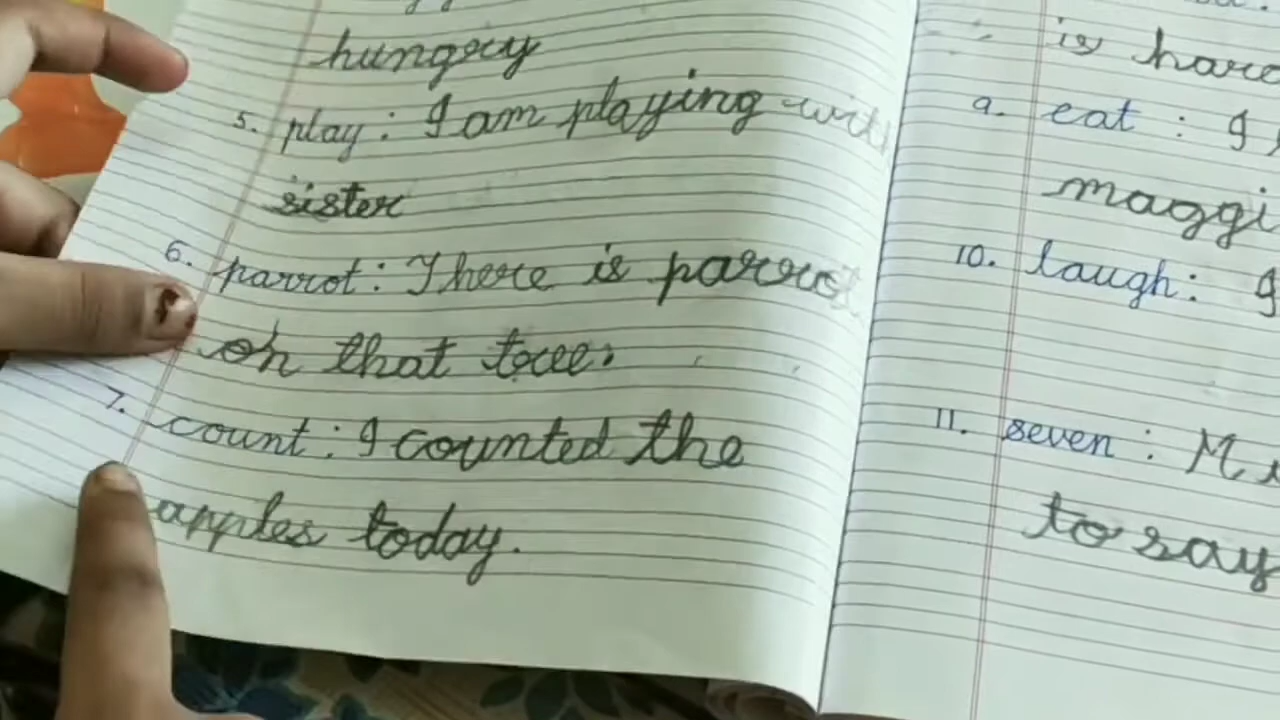 hungry
5. play : I am playing with
sister
6. parrot : There is parrot
on that tree.
7. count : I counted the
apples today.
is hard
9. eat : I
maggi
10. laugh : I
11. seven : M
to say